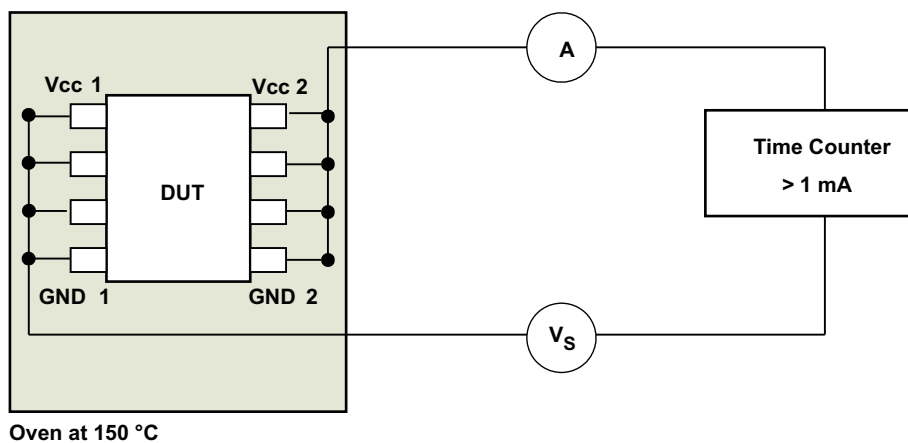 A
Vcc 1
Vcc 2
Time Counter
> 1 mA
DUT
GND 1
GND 2
VS
Oven at 150 °C